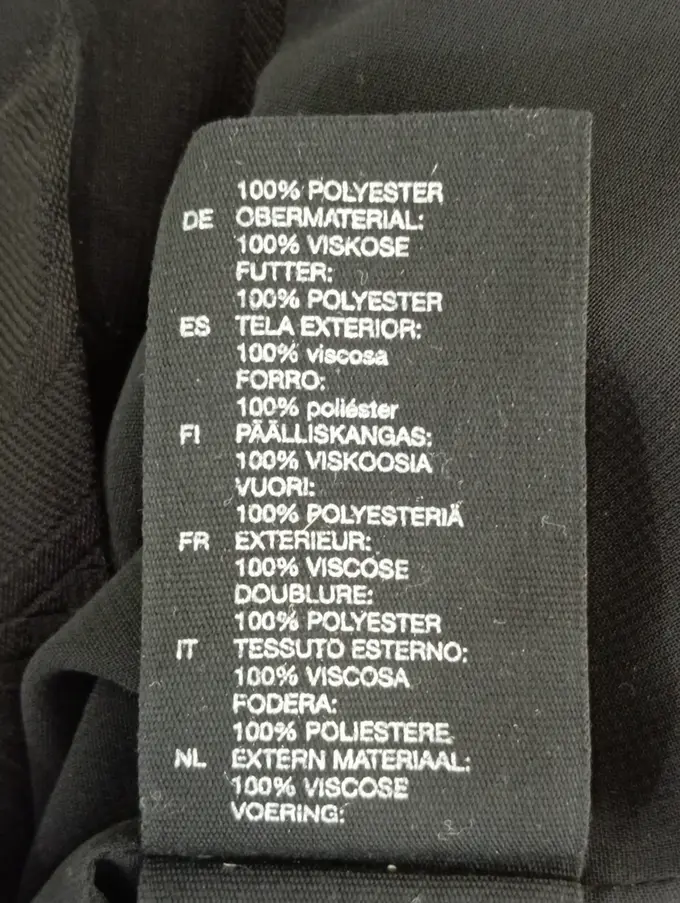 100% POLYESTER
DE OBERMATERIAL:
100% VISKOSE
FUTTER:
100% POLYESTER
ES TELA EXTERIOR:
100% viscosa
FORRO:
100% poliéster
FI PÄÄLLISKANGAS:
100% VISKOOSIA
VUORI:
100% POLYESTERIÄ
FR EXTERIEUR:
100% VISCOSE
DOUBLURE:
100% POLYESTER
IT TESSUTO ESTERNO:
100% VISCOSA
FODERA:
100% POLIESTERE
NL EXTERN MATERIAAL:
100% VISCOSE
VOERING: